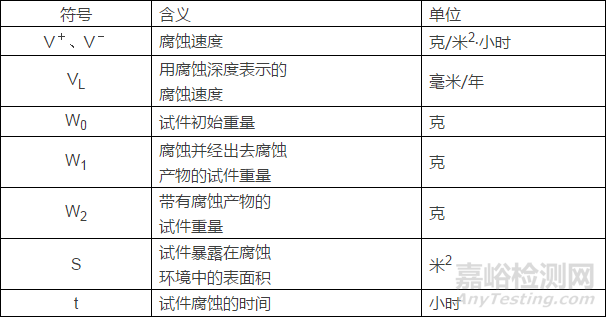 符号 含义 单位
V⁺、V⁻ 腐蚀速度 克/米²·小时
V_L 用腐蚀深度表示的 毫米/年
腐蚀速度
W₀ 试件初始重量 克
W₁ 腐蚀并经出去腐蚀 克
产物的试件重量
W₂ 带有腐蚀产物的 克
试件重量
S 试件暴露在腐蚀 米²
环境中的表面积
t 试件腐蚀的时间 小时
嘉峪检测网
AnyTesting.com